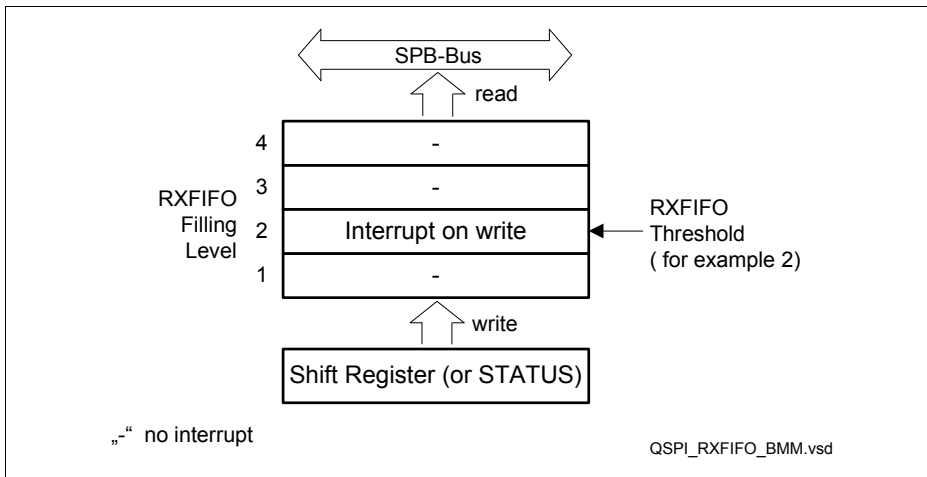 SPB-Bus
read
4
-
3
-
RXFIFO
Filling
Level
2
Interrupt on write
RXFIFO
Threshold
( for example 2)
1
-
write
Shift Register (or STATUS)
„-“ no interrupt
QSPI_RXFIFO_BMM.vsd